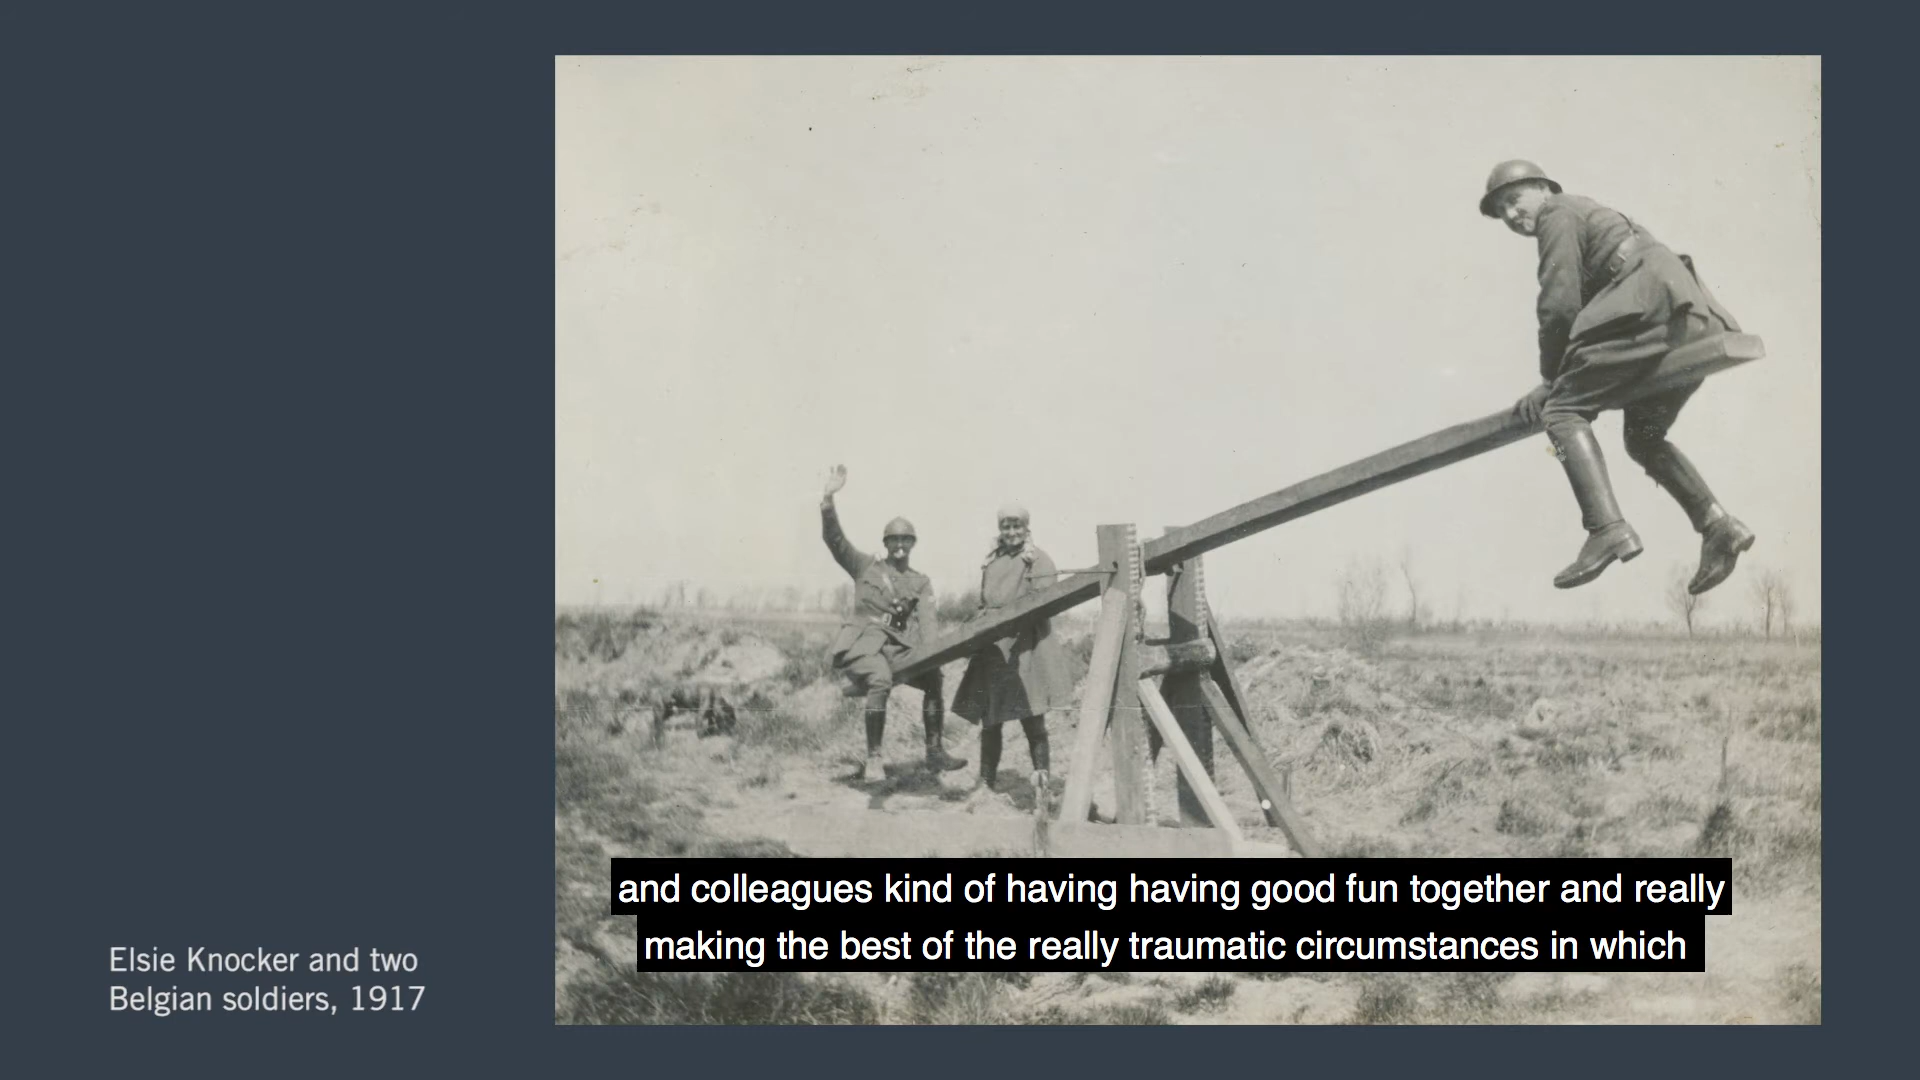 and colleagues kind of having having good fun together and really
making the best of the really traumatic circumstances in which
Elsie Knocker and two
Belgian soldiers, 1917